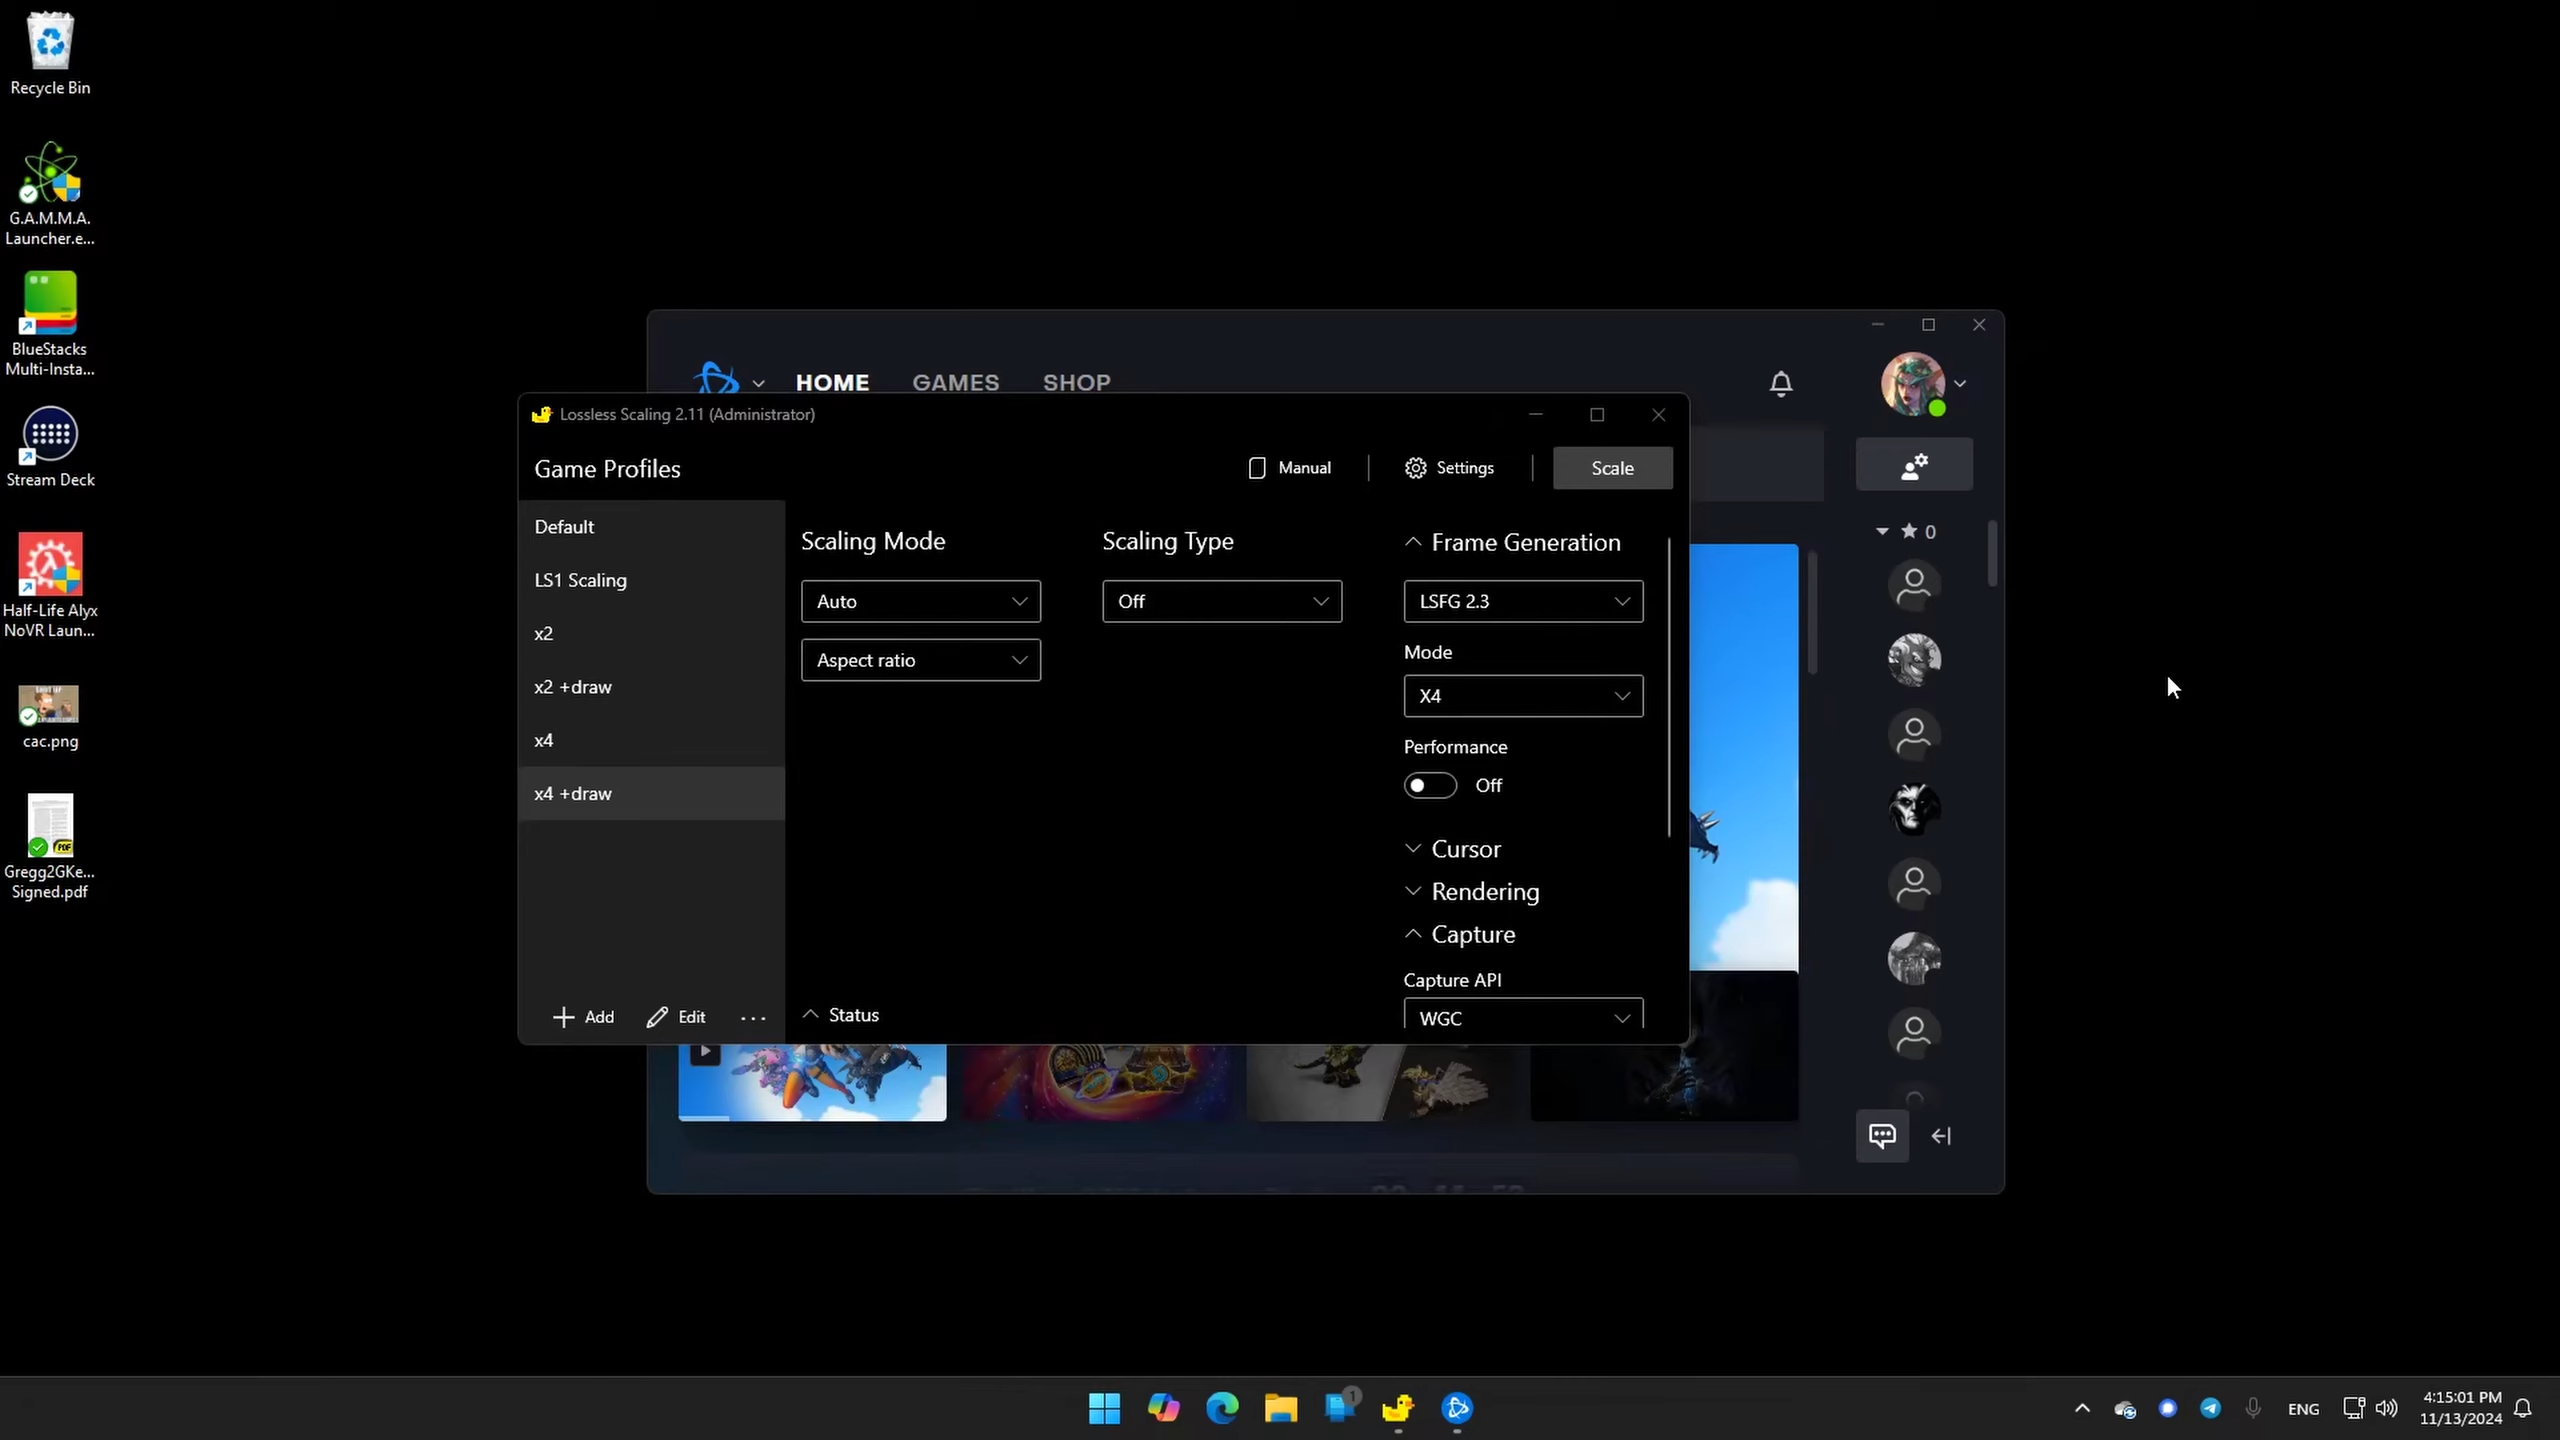 Recycle Bin
G.A.M.M.A.
Launcher.e...
BlueStacks
Multi-Insta...
Stream Deck
Half-Life Alyx
NoVR Laun...
cac.png
Gregg2GKe...
Signed.pdf
HOME GAMES SHOP
Lossless Scaling 2.11 (Administrator)
Game Profiles
Manual
Settings
Scale
0
Default
LS1 Scaling
x2
x2 +draw
x4
x4 +draw
Add
Edit
...
Scaling Mode
Auto
Aspect ratio
Scaling Type
Off
Frame Generation
LSFG 2.3
Mode
X4
Performance
Off
Cursor
Rendering
Capture
Capture API
WGC
Status
PDF
1
ENG
4:15:01 PM
11/13/2024